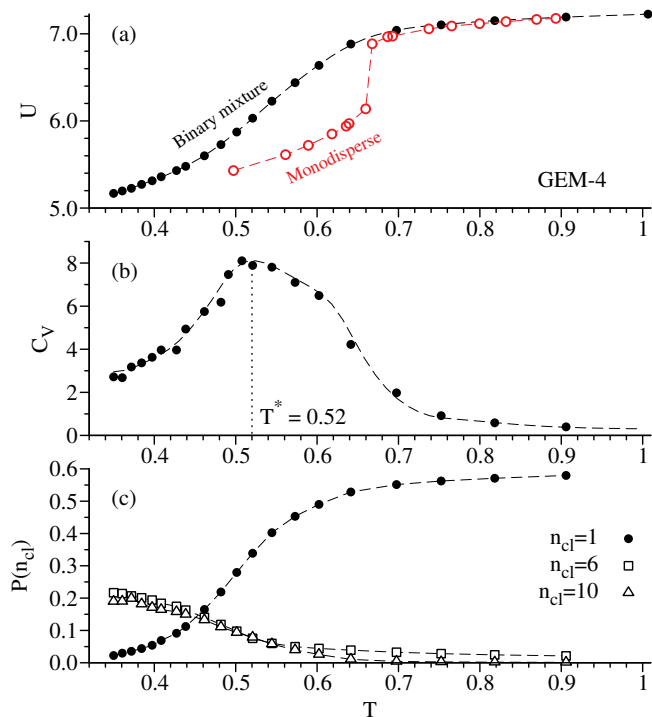 (a)
7.0
6.0
5.0
U
Binary mixture
Monodisperse
GEM-4
0.4 0.5 0.6 0.7 0.8 0.9 1
(b)
8
6
4
2
0
C_V
T* = 0.52
0.4 0.5 0.6 0.7 0.8 0.9 1
(c)
0.6
0.5
0.4
0.3
0.2
0.1
0.0
P(n_cl)
n_cl=1
n_cl=6
n_cl=10
0.4 0.5 0.6 0.7 0.8 0.9 1
T